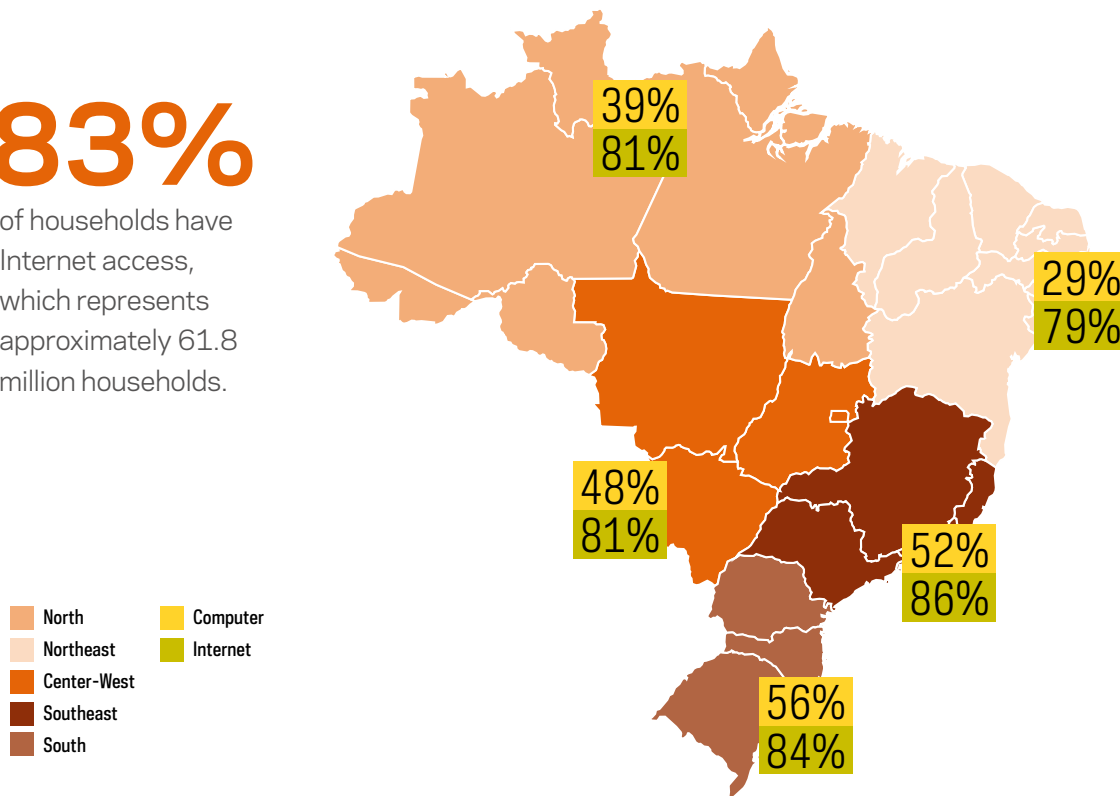 83%
of households have
Internet access,
which represents
approximately 61.8
million households.
39%
81%
29%
79%
48%
81%
52%
86%
56%
84%
North
Northeast
Center-West
Southeast
South
Computer
Internet